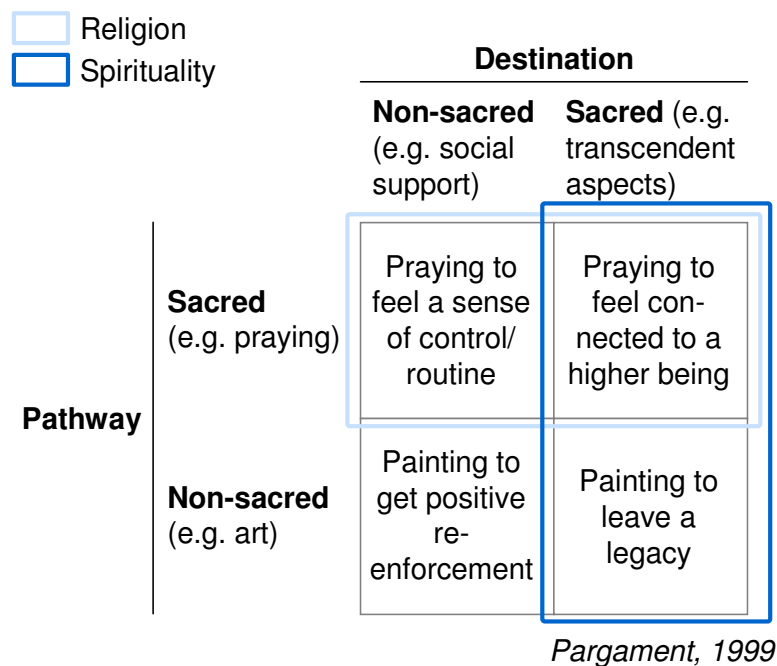 Religion
Spirituality
Destination
Non-sacred
(e.g. social
support)
Sacred (e.g.
transcendent
aspects)
Pathway
Sacred
(e.g. praying)
Praying to
feel a sense
of control/
routine
Praying to
feel con-
nected to a
higher being
Non-sacred
(e.g. art)
Painting to
get positive
re-
enforcement
Painting to
leave a
legacy
Pargament, 1999